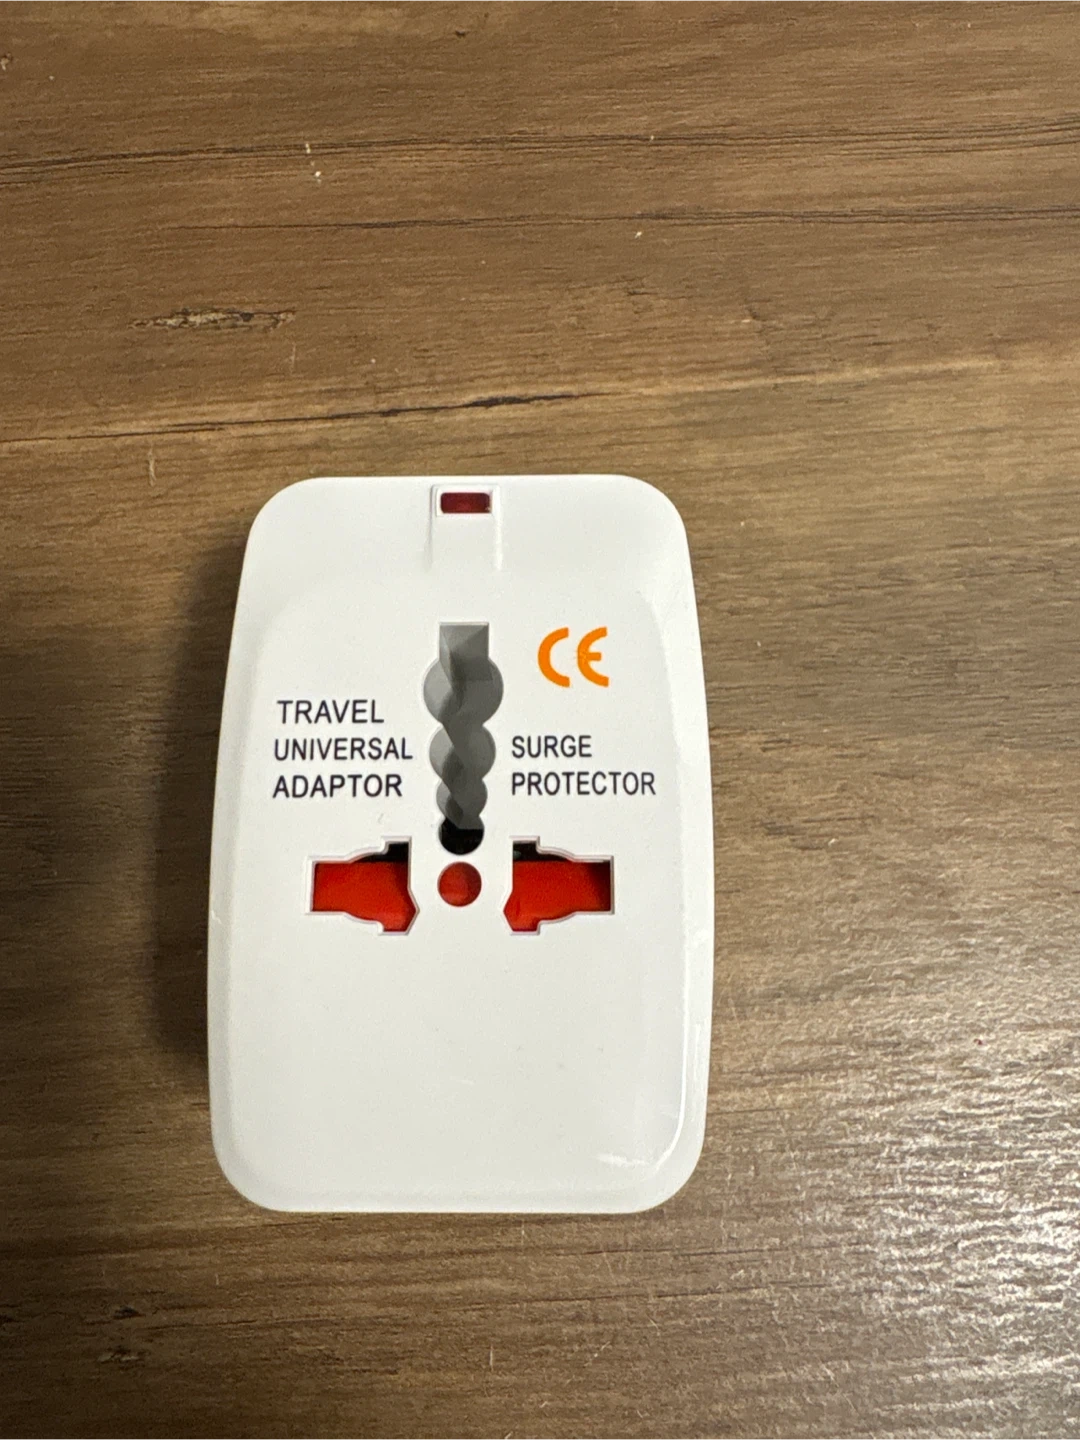 CE
TRAVEL
UNIVERSAL
ADAPTOR
SURGE
PROTECTOR